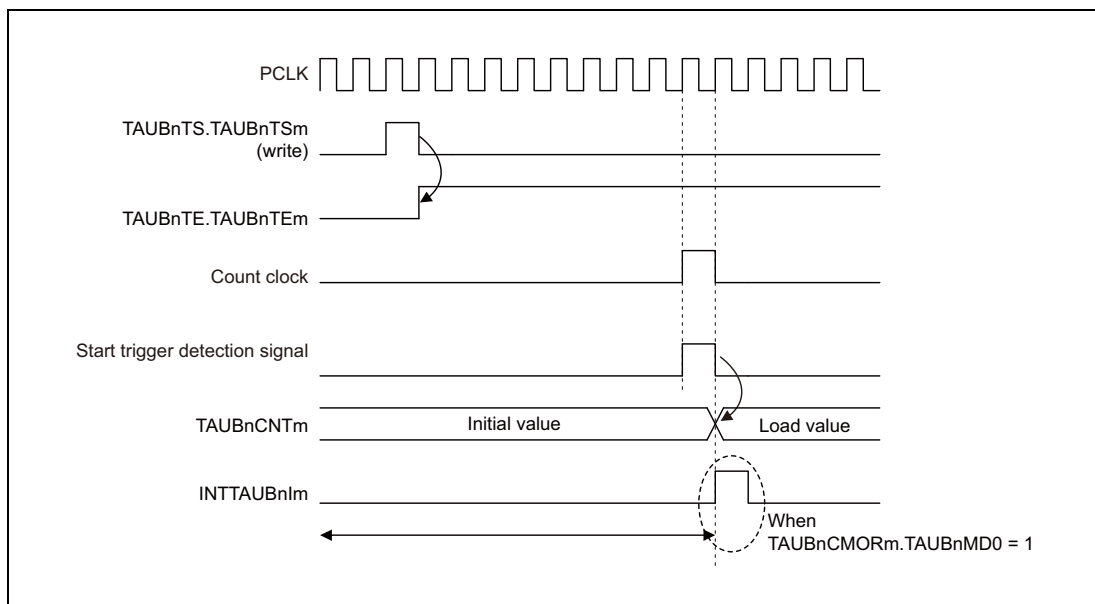 PCLK
TAUBnTS.TAUBnTSm
(write)
TAUBnTE.TAUBnTEm
Count clock
Start trigger detection signal
TAUBnCNTm
Initial value
Load value
INTTAUBnIm
When
TAUBnCMORm.TAUBnMD0 = 1